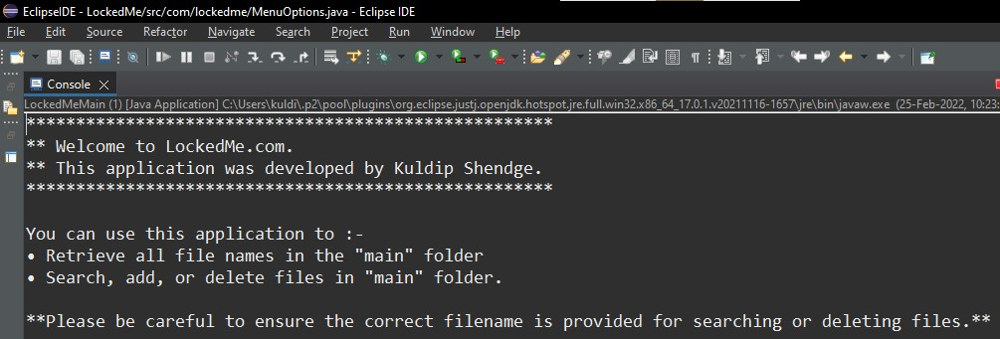 EclipseIDE - LockedMe/src/com/lockedme/MenuOptions.java - Eclipse IDE
File Edit Source Refactor Navigate Search Project Run Window Help
Console
LockedMeMain (1) [Java Application] C:\Users\kuldi\.p2\pool\plugins\org.eclipse.justj.openjdk.hotspot.jre.full.win32.x86_64_17.0.1.v20211116-1657\jre\bin\javaw.exe (25-Feb-2022, 10:23:
*****************************************************
** Welcome to LockedMe.com.
** This application was developed by Kuldip Shendge.
*****************************************************
You can use this application to :-
• Retrieve all file names in the "main" folder
• Search, add, or delete files in "main" folder.
**Please be careful to ensure the correct filename is provided for searching or deleting files.**